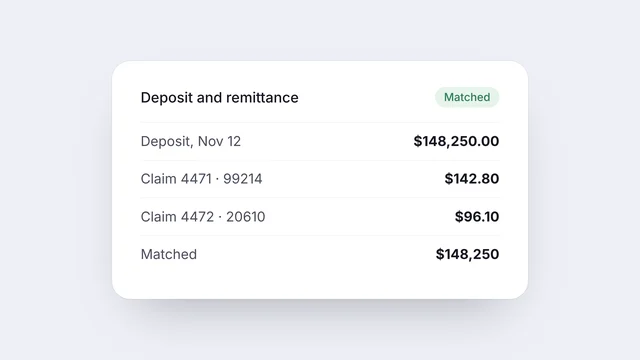 Deposit and remittance Matched
Deposit, Nov 12 $148,250.00
Claim 4471 · 99214 $142.80
Claim 4472 · 20610 $96.10
Matched $148,250